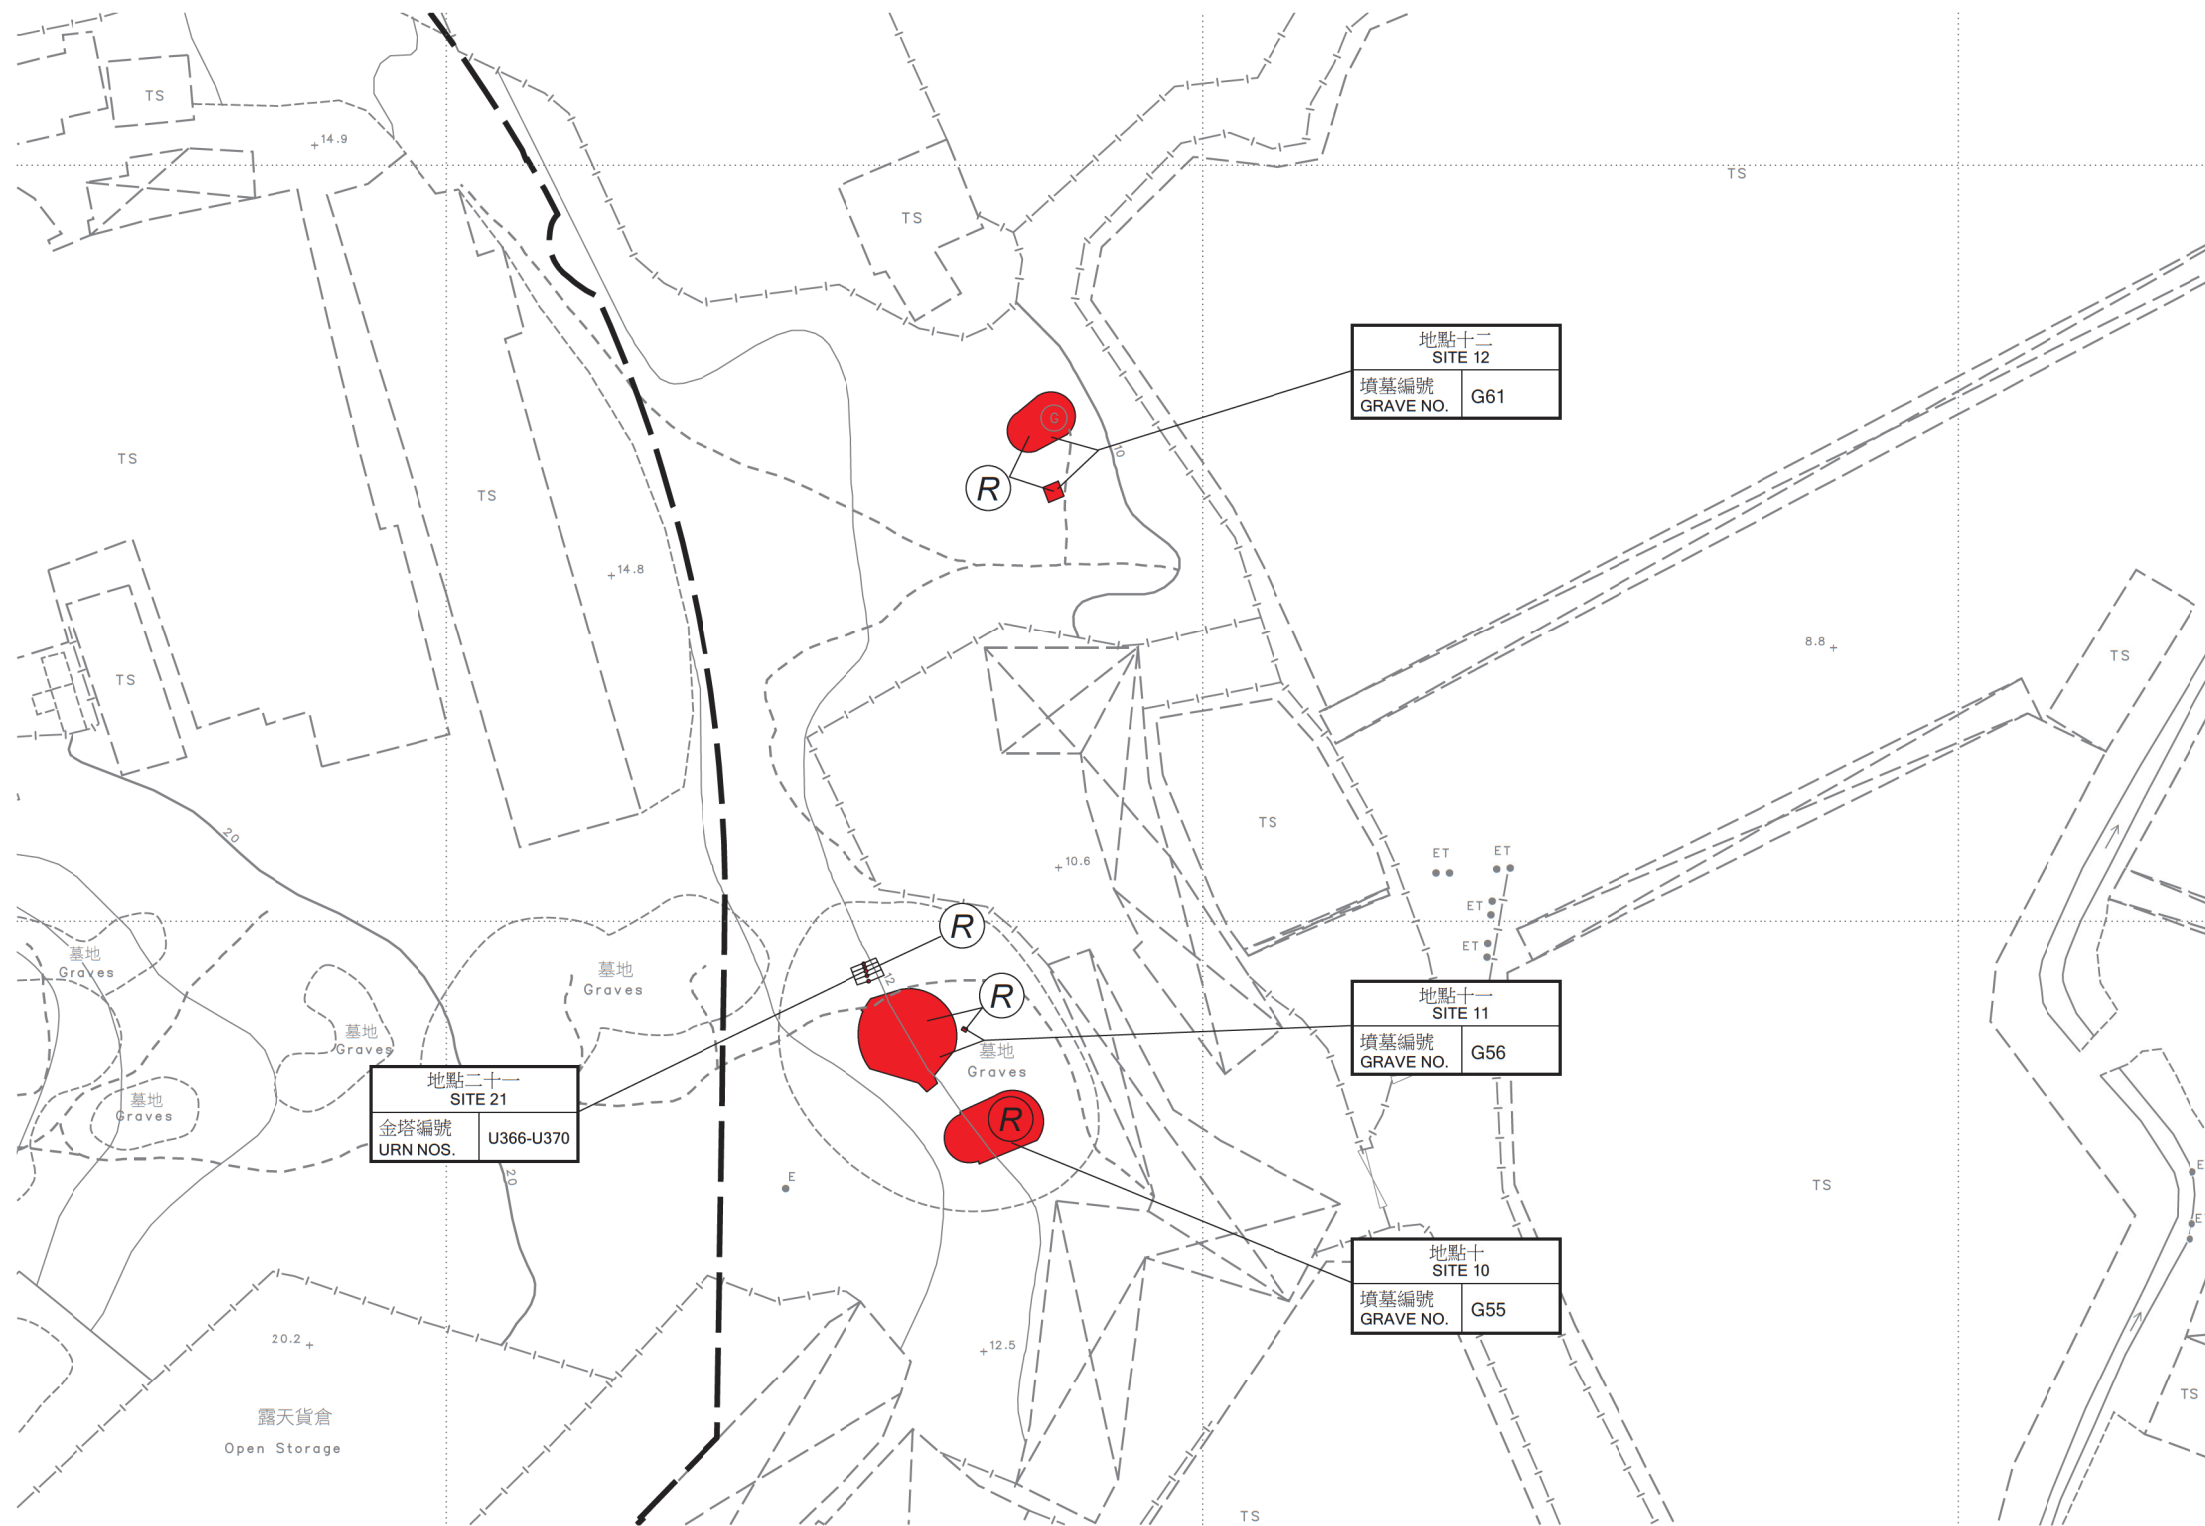 TS
14.9
TS
TS
地點十二
SITE 12
墳墓編號
GRAVE NO.
G61
G
10
R
TS
TS
14.8
8.8
TS
TS
TS
20
10.6
ET
ET
ET
ET
R
墓地
Graves
墓地
Graves
12
R
地點十一
SITE 11
墳墓編號
GRAVE NO.
G56
墓地
Graves
墓地
Graves
地點二十一
SITE 21
金塔編號
URN NOS.
U366-U370
墓地
Graves
R
20
E
TS
E
E
地點十
SITE 10
墳墓編號
GRAVE NO.
G55
20.2
12.5
TS
露天貨倉
Open Storage
TS